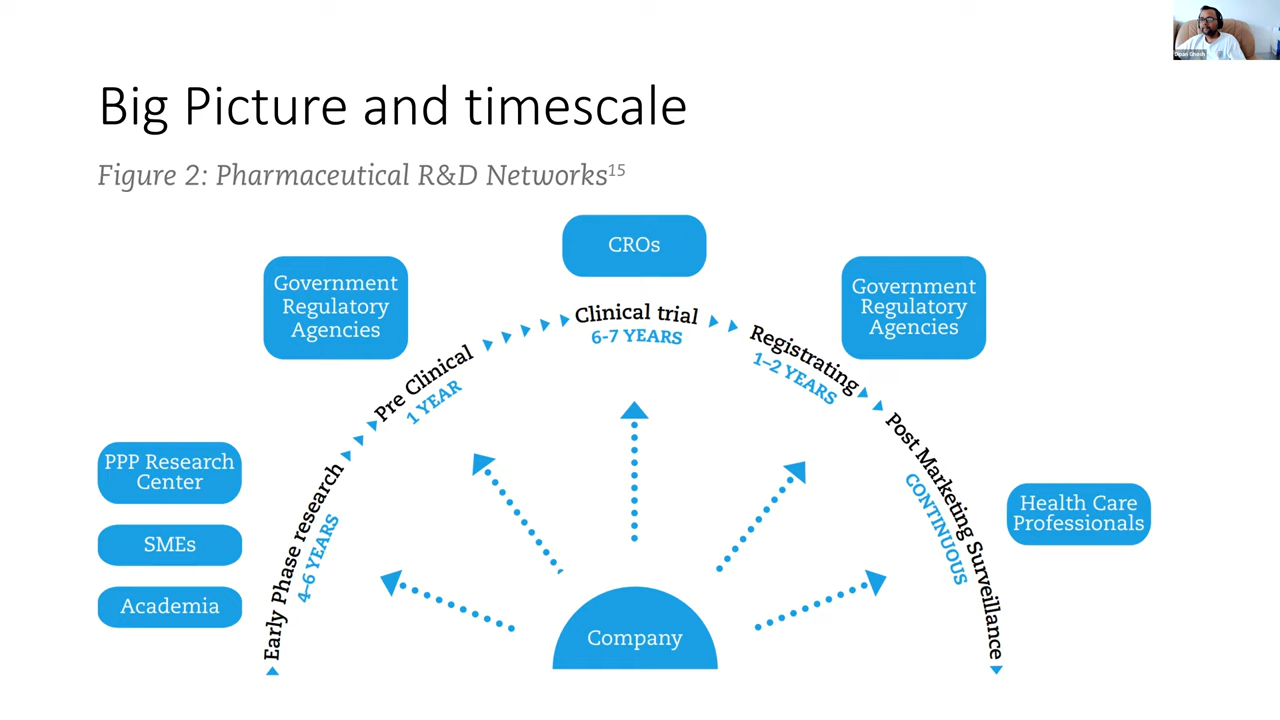 Dipan Ghosh
Big Picture and timescale
Figure 2: Pharmaceutical R&D Networks15
CROs
Government
Regulatory
Agencies
Government
Regulatory
Agencies
Clinical trial
6-7 YEARS
Pre Clinical
1 YEAR
Registrating
1–2 YEARS
PPP Research
Center
SMEs
Academia
Early Phase research
4–6 YEARS
Post Marketing Surveillance
CONTINUOUS
Health Care
Professionals
Company